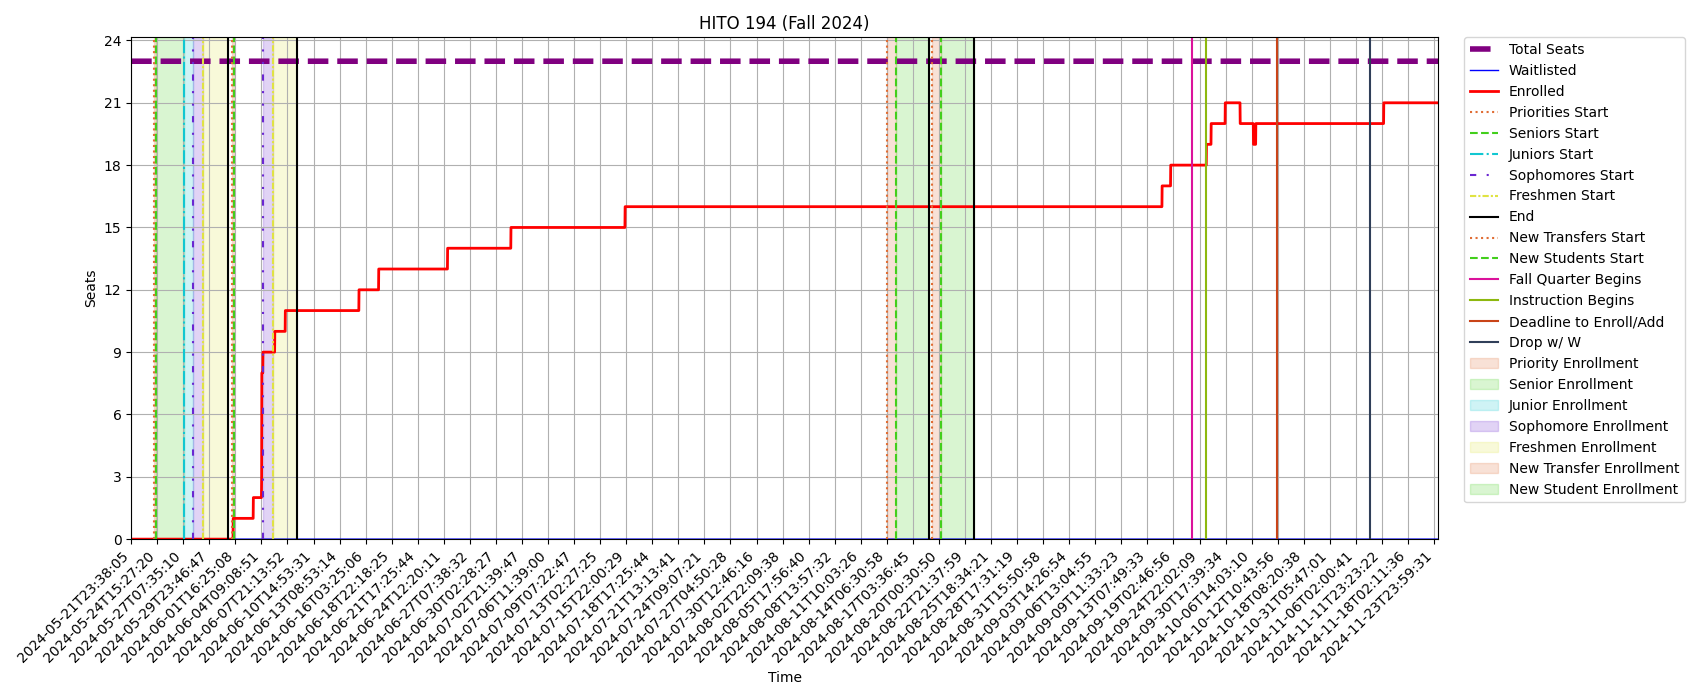 HITO 194 (Fall 2024)
Seats
24
21
18
15
12
9
6
3
0
2024-05-21T23:38:05
2024-05-24T15:27:20
2024-05-27T07:35:10
2024-05-29T23:46:47
2024-06-01T16:25:08
2024-06-04T09:08:51
2024-06-07T21:13:52
2024-06-10T14:53:31
2024-06-13T08:53:14
2024-06-16T03:25:06
2024-06-18T22:18:25
2024-06-21T17:25:44
2024-06-24T12:20:11
2024-06-27T07:38:32
2024-06-30T02:28:27
2024-07-02T21:39:47
2024-07-06T11:39:00
2024-07-09T07:22:47
2024-07-13T02:27:25
2024-07-15T22:00:29
2024-07-18T17:25:44
2024-07-21T13:13:41
2024-07-24T09:07:21
2024-07-27T04:50:28
2024-07-30T12:46:16
2024-08-02T22:09:38
2024-08-05T17:56:40
2024-08-08T13:57:32
2024-08-11T10:03:26
2024-08-14T06:30:58
2024-08-17T03:36:45
2024-08-20T00:30:50
2024-08-22T21:37:59
2024-08-25T18:34:21
2024-08-28T17:31:19
2024-08-31T15:50:58
2024-09-03T14:26:54
2024-09-06T13:04:55
2024-09-09T11:33:23
2024-09-13T07:49:33
2024-09-19T02:46:56
2024-09-24T22:02:09
2024-09-30T17:39:34
2024-10-06T14:03:10
2024-10-12T10:43:56
2024-10-18T08:20:38
2024-10-31T05:47:01
2024-11-06T02:00:41
2024-11-11T23:23:22
2024-11-18T02:11:36
2024-11-23T23:59:31
Time
Total Seats
Waitlisted
Enrolled
Priorities Start
Seniors Start
Juniors Start
Sophomores Start
Freshmen Start
End
New Transfers Start
New Students Start
Fall Quarter Begins
Instruction Begins
Deadline to Enroll/Add
Drop w/ W
Priority Enrollment
Senior Enrollment
Junior Enrollment
Sophomore Enrollment
Freshmen Enrollment
New Transfer Enrollment
New Student Enrollment